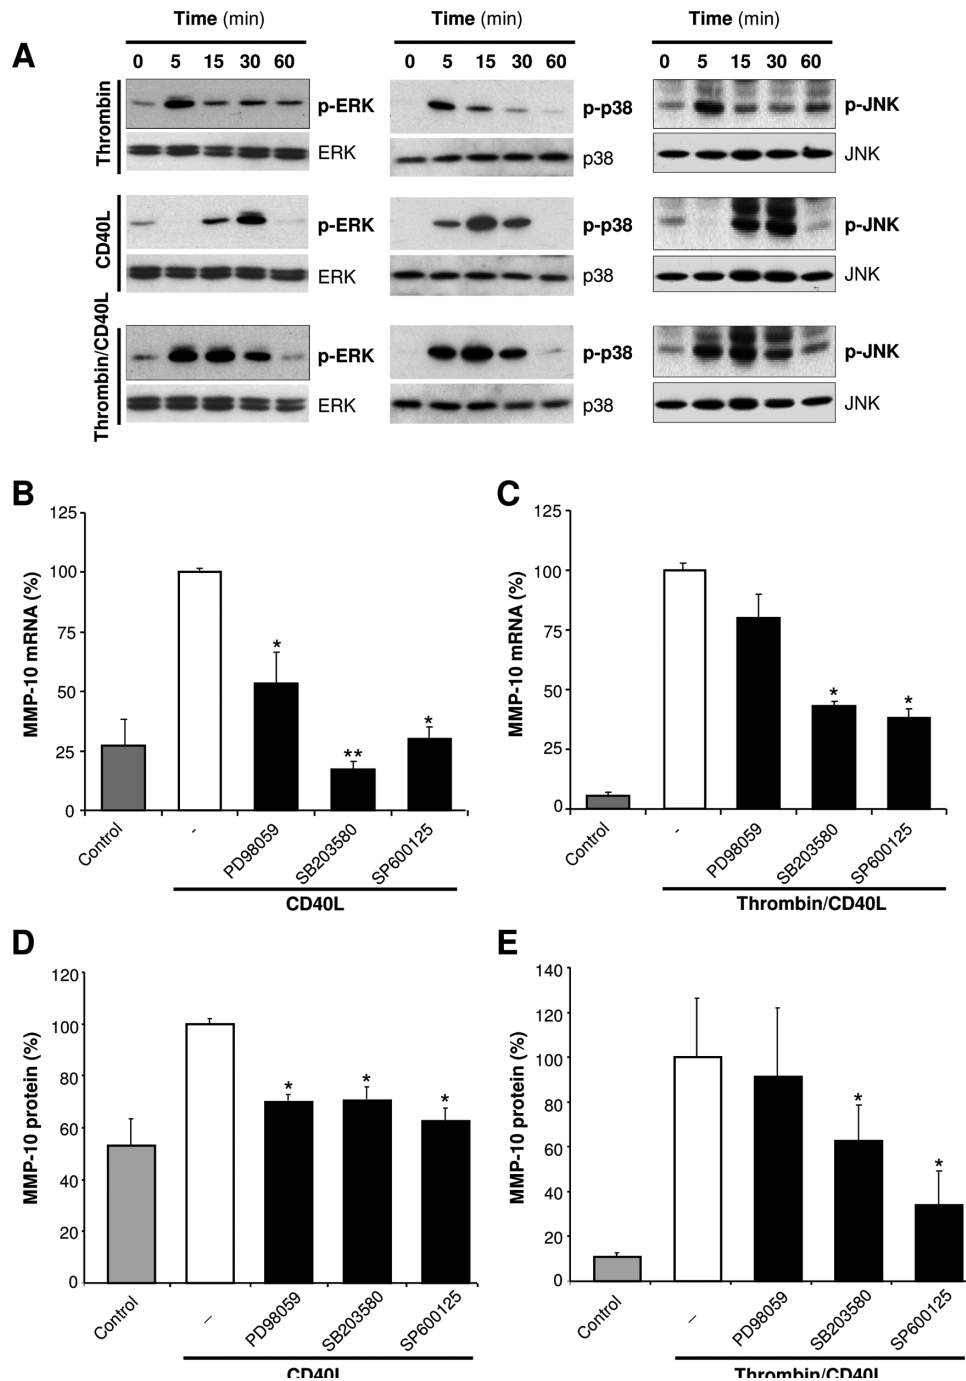 Time (min) Time (min) Time (min)
A
0 5 15 30 60 0 5 15 30 60 0 5 15 30 60
Thrombin
p-ERK p-p38 p-JNK
ERK p38 JNK
CD40L
p-ERK p-p38 p-JNK
ERK p38 JNK
Thrombin/CD40L
p-ERK p-p38 p-JNK
ERK p38 JNK
B
MMP-10 mRNA (%)
125
100
75
50
25
0
*
**
*
Control - PD98059 SB203580 SP600125
CD40L
C
MMP-10 mRNA (%)
125
100
75
50
25
0
*
*
Control - PD98059 SB203580 SP600125
Thrombin/CD40L
D
MMP-10 protein (%)
120
100
80
60
40
20
0
*
*
*
Control – PD98059 SB203580 SP600125
CD40L
E
MMP-10 protein (%)
140
120
100
80
60
40
20
0
*
*
Control – PD98059 SB203580 SP600125
Thrombin/CD40L